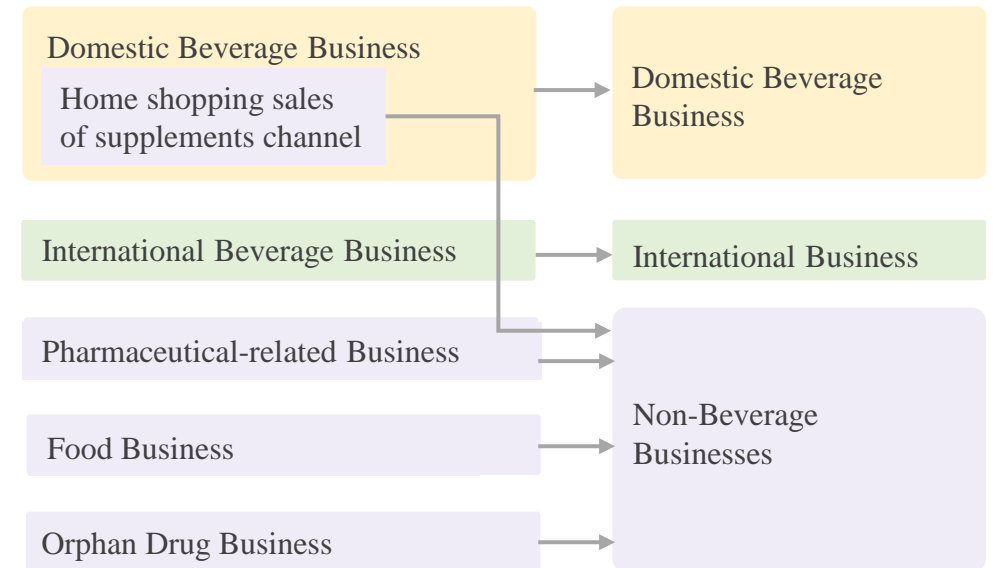 Domestic Beverage Business
Home shopping sales
of supplements channel
Domestic Beverage
Business
International Beverage Business
International Business
Pharmaceutical-related Business
Non-Beverage
Businesses
Food Business
Orphan Drug Business